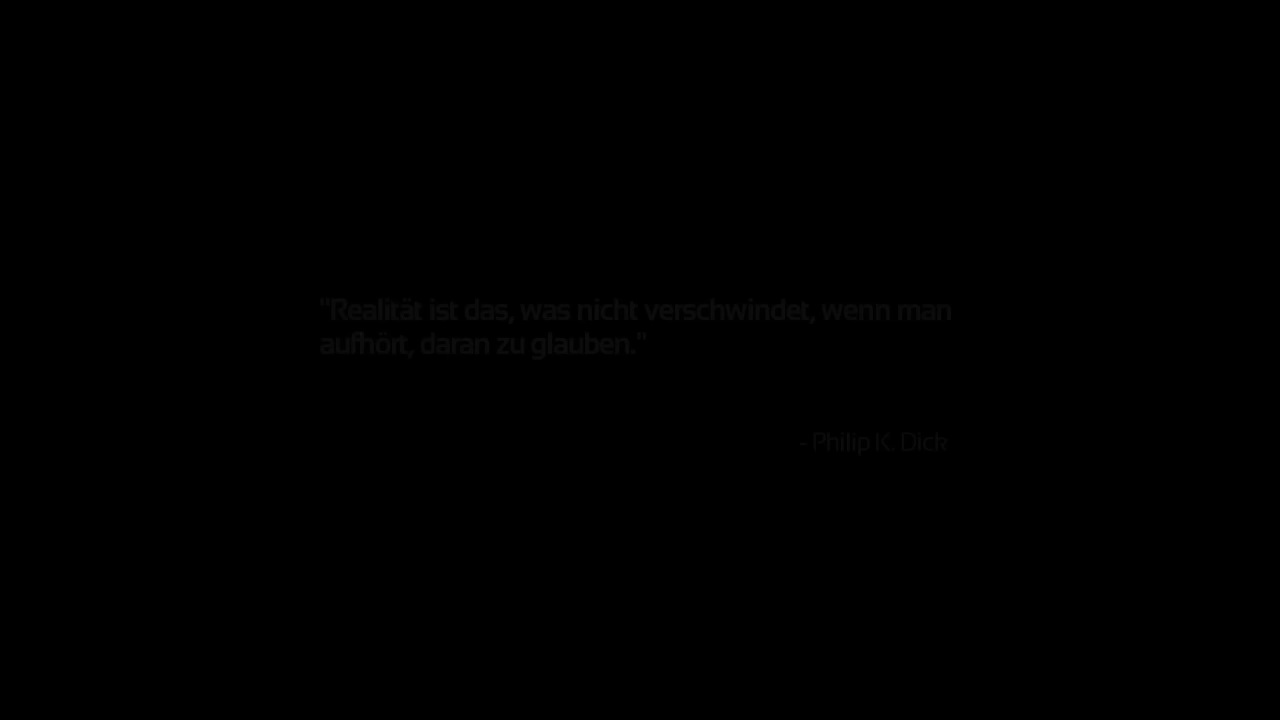 "Realität ist das, was nicht verschwindet, wenn man
aufhört, daran zu glauben."
- Philip K. Dick